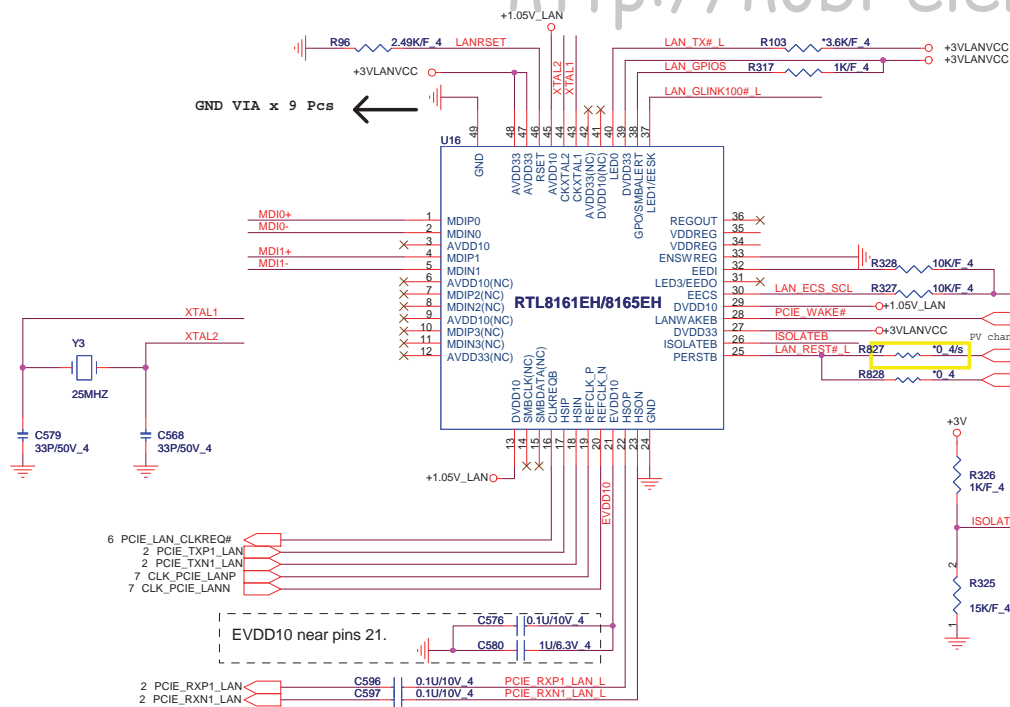 +1.05V_LAN
R96 2.49K/F_4 LANRSET
+3VLANVCC
XTAL2
XTAL1
LAN_TX#_L R103 *3.6K/F_4 +3VLANVCC
LAN_GPIOS R317 1K/F_4 +3VLANVCC
LAN_GLINK100#_L
GND VIA x 9 Pcs
U16
49 48 47 46 45 44 43 42 41 40 39 38 37
GND
AVDD33
AVDD33
RSET
AVDD10
CKXTAL2
CKXTAL1
AVDD33(NC)
DVDD10(NC)
LED0
DVDD33
GPO/SMBALERT
LED1/EESK
MDI0+ 1 MDIP0
MDI0- 2 MDIN0
3 AVDD10
MDI1+ 4 MDIP1
MDI1- 5 MDIN1
6 AVDD10(NC)
7 MDIP2(NC)
8 MDIN2(NC)
9 AVDD10(NC)
10 MDIP3(NC)
11 MDIN3(NC)
12 AVDD33(NC)
RTL8161EH/8165EH
REGOUT 36
VDDREG 35
VDDREG 34
ENSWREG 33
EEDI 32 R328 10K/F_4
LED3/EEDO 31
EECS 30 LAN_ECS_SCL R327 10K/F_4
DVDD10 29 +1.05V_LAN
LANWAKEB 28 PCIE_WAKE#
DVDD33 27 +3VLANVCC
ISOLATEB 26 ISOLATEB
PERSTB 25 LAN_REST#_L R827 *0_4/s
PV chan
R828 *0_4
DVDD10
SMBCLK(NC)
SMBDATA(NC)
CLKREQB
HSIP
HSIN
REFCLK_P
REFCLK_N
EVDD10
HSOP
HSON
GND
13 14 15 16 17 18 19 20 21 22 23 24
+1.05V_LAN
EVDD10
XTAL1
XTAL2
Y3
25MHZ
C579
33P/50V_4
C568
33P/50V_4
+3V
R326
1K/F_4
ISOLAT
2
R325
15K/F_4
1
6 PCIE_LAN_CLKREQ#
2 PCIE_TXP1_LAN
2 PCIE_TXN1_LAN
7 CLK_PCIE_LANP
7 CLK_PCIE_LANN
EVDD10 near pins 21.
C576 0.1U/10V_4
C580 1U/6.3V_4
2 PCIE_RXP1_LAN C596 0.1U/10V_4 PCIE_RXP1_LAN_L
2 PCIE_RXN1_LAN C597 0.1U/10V_4 PCIE_RXN1_LAN_L